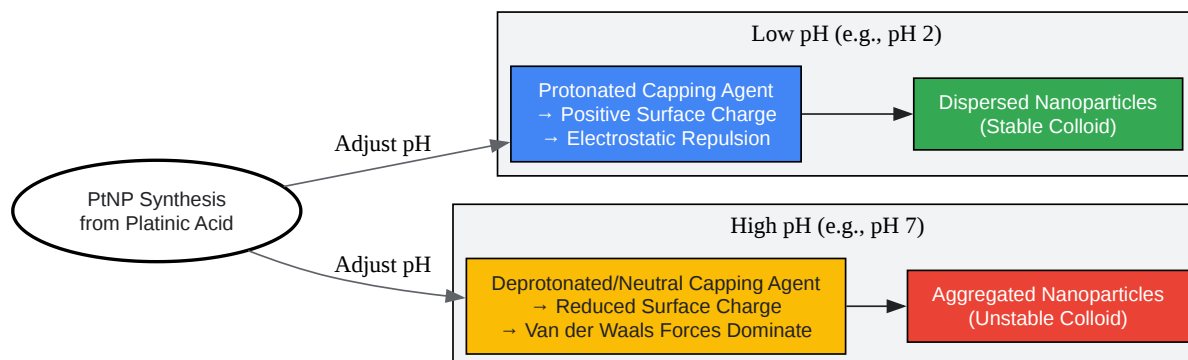 PtNP Synthesis
from Platinic Acid
Adjust pH
Low pH (e.g., pH 2)
Protonated Capping Agent
→ Positive Surface Charge
→ Electrostatic Repulsion
Dispersed Nanoparticles
(Stable Colloid)
Adjust pH
High pH (e.g., pH 7)
Deprotonated/Neutral Capping Agent
→ Reduced Surface Charge
→ Van der Waals Forces Dominate
Aggregated Nanoparticles
(Unstable Colloid)